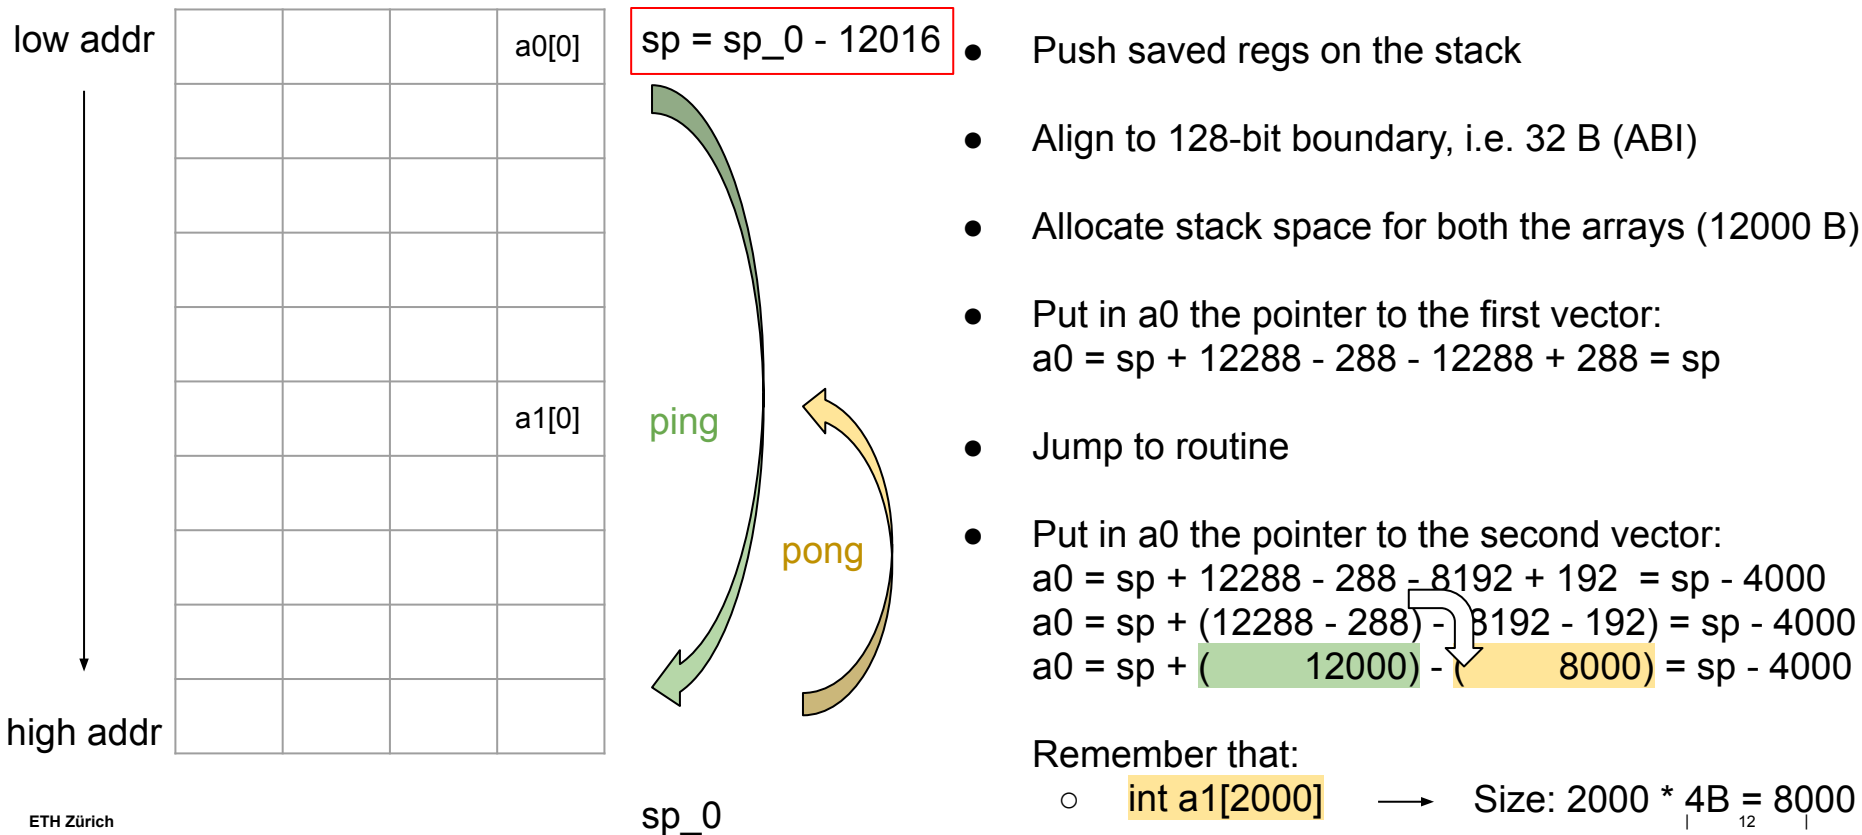 low addr
a0[0]
sp = sp_0 - 12016
a1[0]
ping
pong
high addr
sp_0
● Push saved regs on the stack
● Align to 128-bit boundary, i.e. 32 B (ABI)
● Allocate stack space for both the arrays (12000 B)
● Put in a0 the pointer to the first vector:
a0 = sp + 12288 - 288 - 12288 + 288 = sp
● Jump to routine
● Put in a0 the pointer to the second vector:
a0 = sp + 12288 - 288 - 8192 + 192 = sp - 4000
a0 = sp + (12288 - 288) - (8192 - 192) = sp - 4000
a0 = sp + ( 12000) - ( 8000) = sp - 4000
Remember that:
○ int a1[2000] Size: 2000 * 4B = 8000
ETH Zürich
12